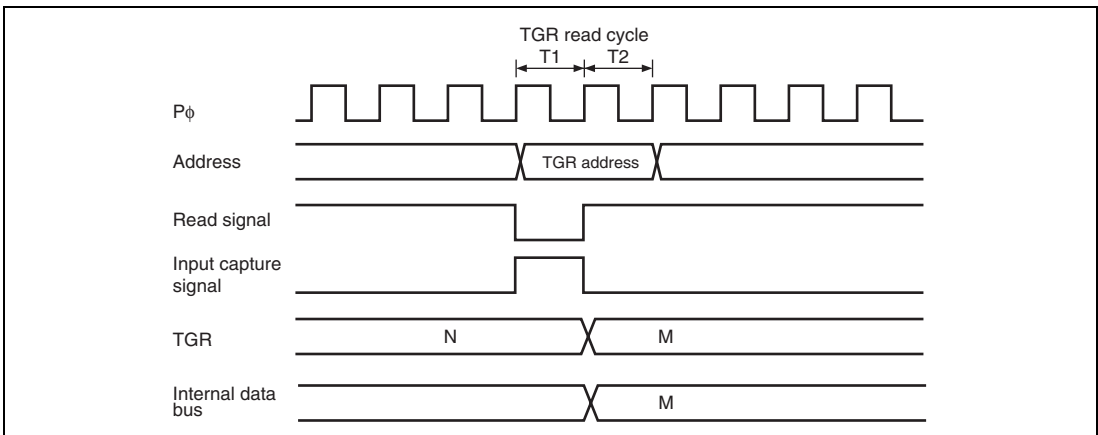 TGR read cycle
T1 T2
Pφ
Address
TGR address
Read signal
Input capture
signal
TGR
N M
Internal data
bus
M